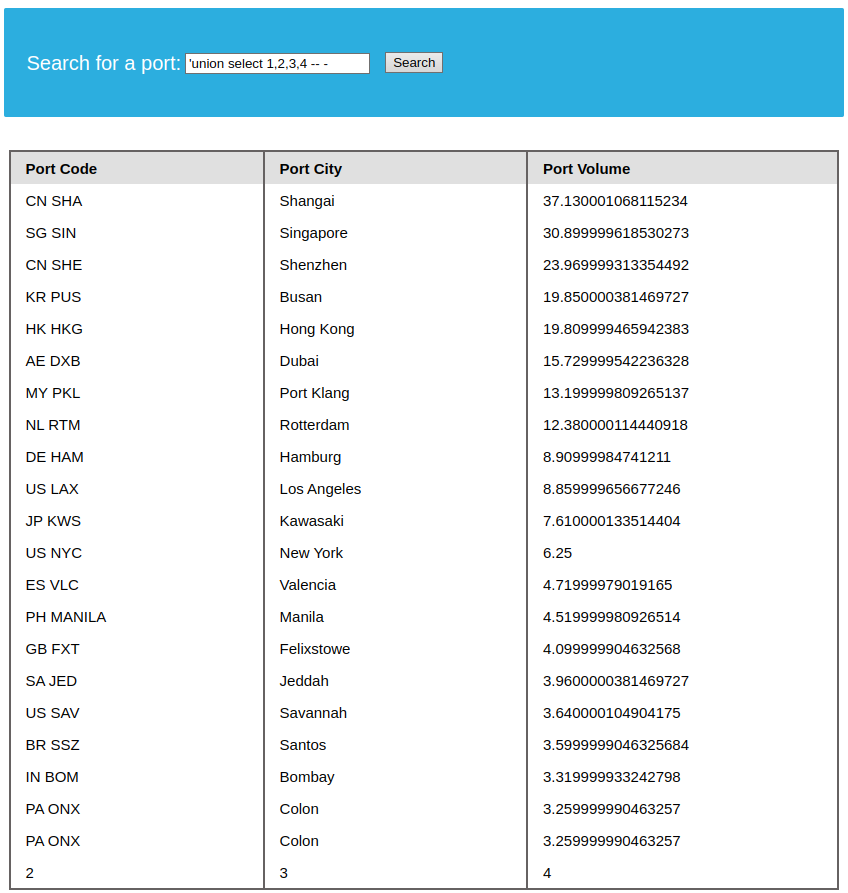 Search for a port: 'union select 1,2,3,4 -- - Search
Port Code Port City Port Volume
CN SHA Shangai 37.130001068115234
SG SIN Singapore 30.899999618530273
CN SHE Shenzhen 23.969999313354492
KR PUS Busan 19.850000381469727
HK HKG Hong Kong 19.809999465942383
AE DXB Dubai 15.729999542236328
MY PKL Port Klang 13.199999809265137
NL RTM Rotterdam 12.380000114440918
DE HAM Hamburg 8.90999984741211
US LAX Los Angeles 8.859999656677246
JP KWS Kawasaki 7.610000133514404
US NYC New York 6.25
ES VLC Valencia 4.71999979019165
PH MANILA Manila 4.519999980926514
GB FXT Felixstowe 4.099999904632568
SA JED Jeddah 3.9600000381469727
US SAV Savannah 3.640000104904175
BR SSZ Santos 3.5999999046325684
IN BOM Bombay 3.319999933242798
PA ONX Colon 3.259999990463257
PA ONX Colon 3.259999990463257
2 3 4